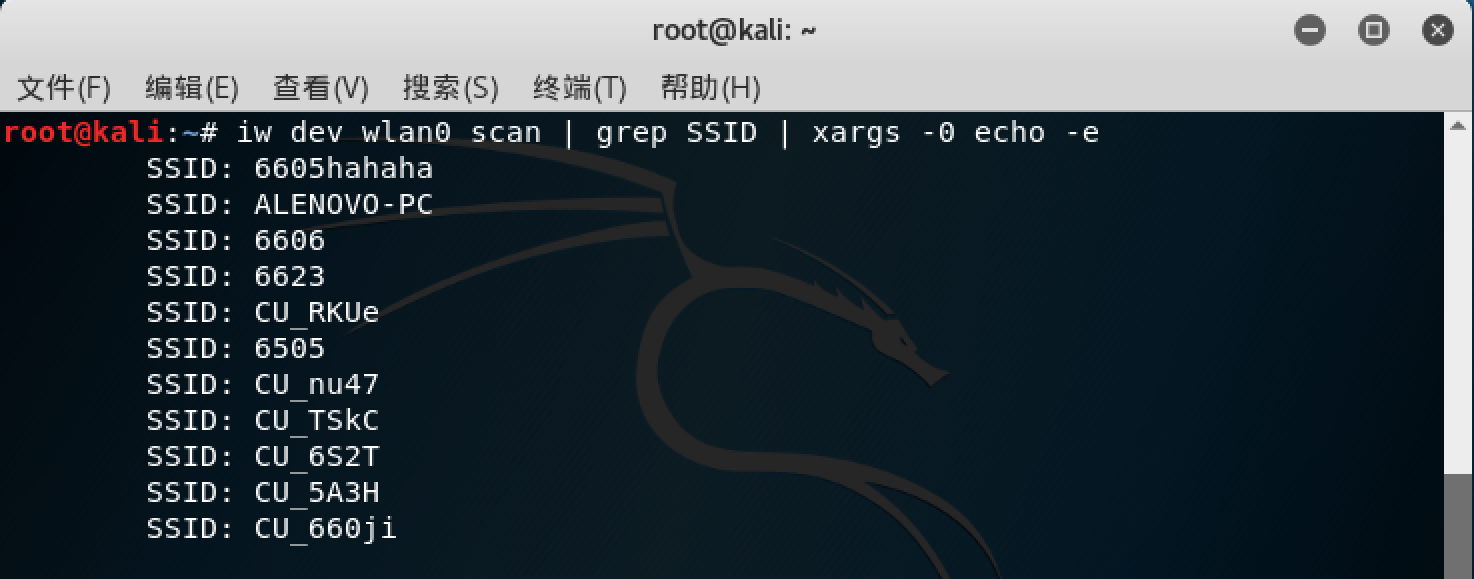 root@kali: ~
文件(F) 编辑(E) 查看(V) 搜索(S) 终端(T) 帮助(H)
root@kali:~# iw dev wlan0 scan | grep SSID | xargs -0 echo -e
SSID: 6605hahaha
SSID: ALENOVO-PC
SSID: 6606
SSID: 6623
SSID: CU_RKUe
SSID: 6505
SSID: CU_nu47
SSID: CU_TSkC
SSID: CU_6S2T
SSID: CU_5A3H
SSID: CU_660ji